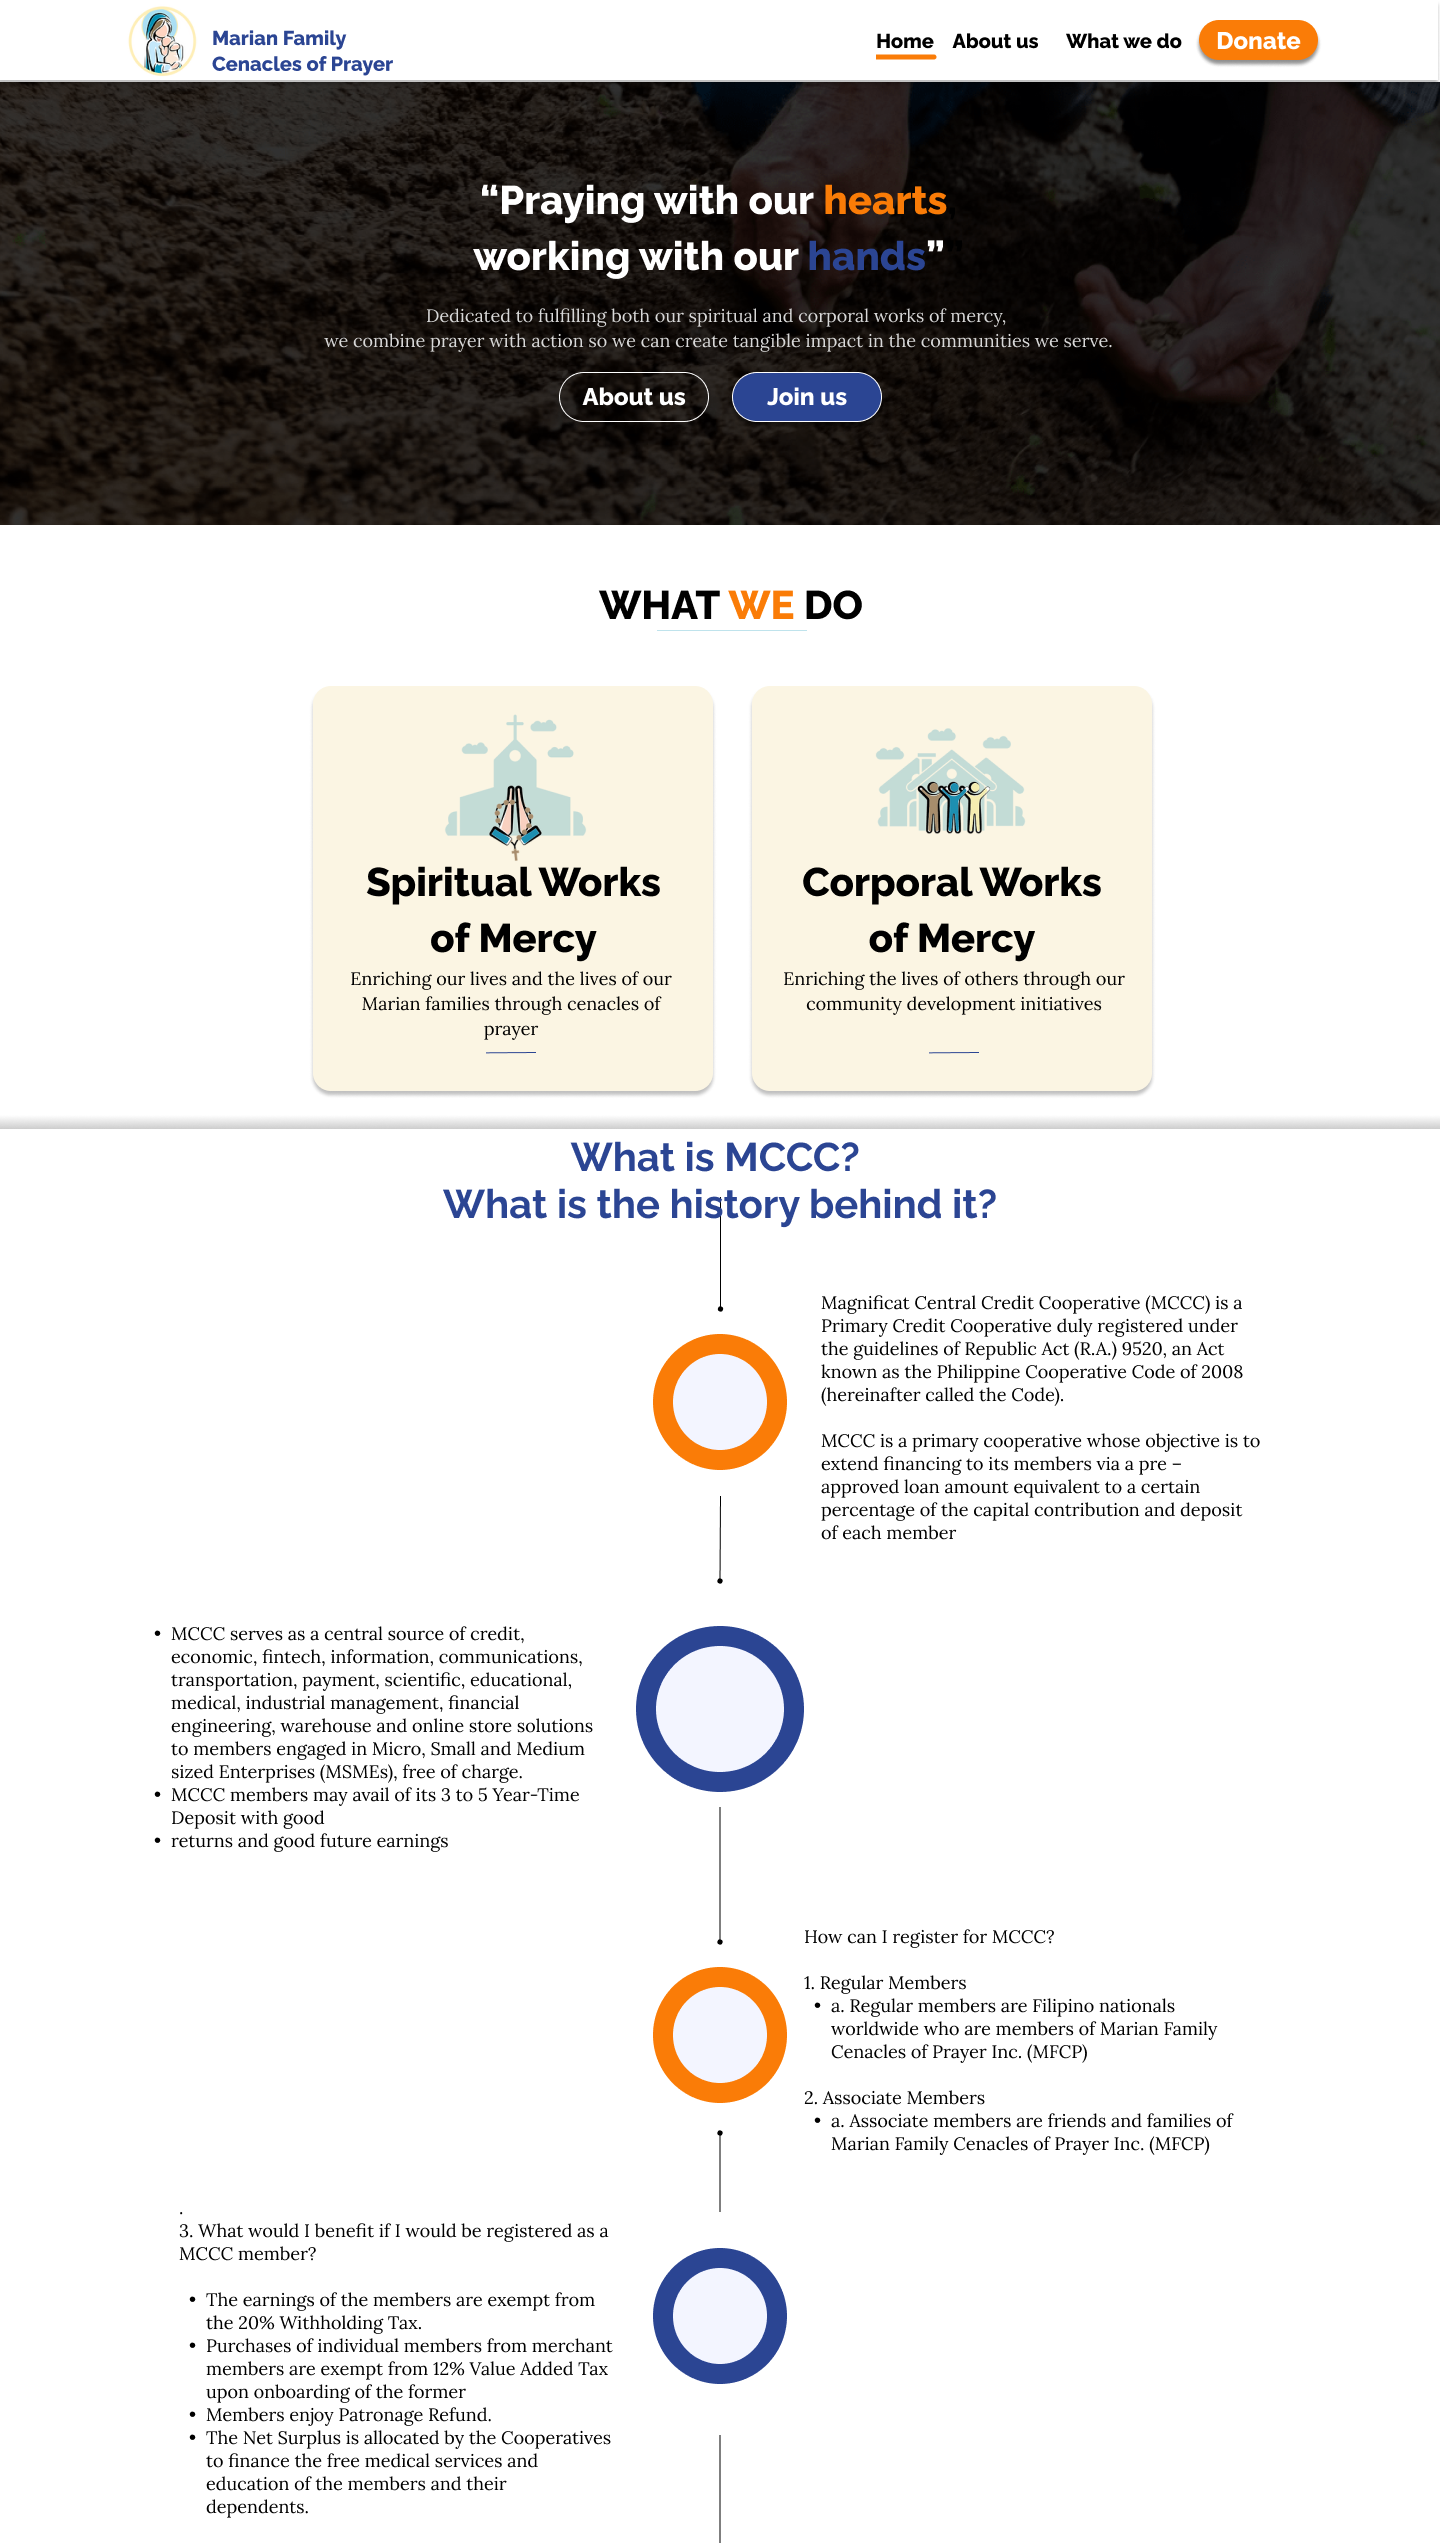 Marian Family
Cenacles of Prayer
Home About us What we do Donate
“Praying with our hearts
working with our hands”
Dedicated to fulfilling both our spiritual and corporal works of mercy,
we combine prayer with action so we can create tangible impact in the communities we serve.
About us Join us
WHAT WE DO
Spiritual Works
of Mercy
Enriching our lives and the lives of our
Marian families through cenacles of
prayer
Corporal Works
of Mercy
Enriching the lives of others through our
community development initiatives
What is MCCC?
What is the history behind it?
Magnificat Central Credit Cooperative (MCCC) is a
Primary Credit Cooperative duly registered under
the guidelines of Republic Act (R.A.) 9520, an Act
known as the Philippine Cooperative Code of 2008
(hereinafter called the Code).
MCCC is a primary cooperative whose objective is to
extend financing to its members via a pre –
approved loan amount equivalent to a certain
percentage of the capital contribution and deposit
of each member
• MCCC serves as a central source of credit,
economic, fintech, information, communications,
transportation, payment, scientific, educational,
medical, industrial management, financial
engineering, warehouse and online store solutions
to members engaged in Micro, Small and Medium
sized Enterprises (MSMEs), free of charge.
• MCCC members may avail of its 3 to 5 Year-Time
Deposit with good
• returns and good future earnings
How can I register for MCCC?
1. Regular Members
• a. Regular members are Filipino nationals
worldwide who are members of Marian Family
Cenacles of Prayer Inc. (MFCP)
2. Associate Members
• a. Associate members are friends and families of
Marian Family Cenacles of Prayer Inc. (MFCP)
.
3. What would I benefit if I would be registered as a
MCCC member?
• The earnings of the members are exempt from
the 20% Withholding Tax.
• Purchases of individual members from merchant
members are exempt from 12% Value Added Tax
upon onboarding of the former
• Members enjoy Patronage Refund.
• The Net Surplus is allocated by the Cooperatives
to finance the free medical services and
education of the members and their
dependents.